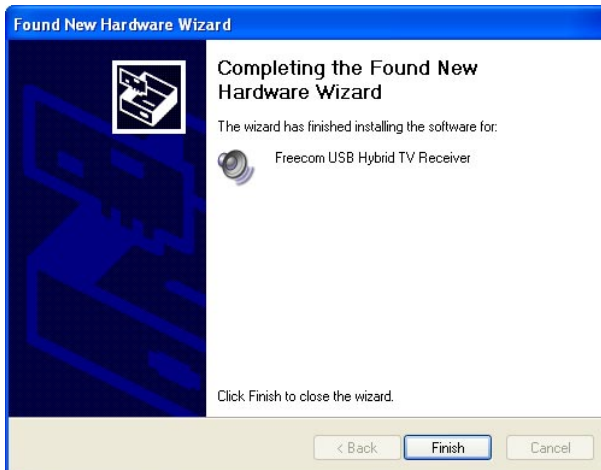 Found New Hardware Wizard
Completing the Found New
Hardware Wizard
The wizard has finished installing the software for:
Freecom USB Hybrid TV Receiver
Click Finish to close the wizard.
< Back
Finish
Cancel